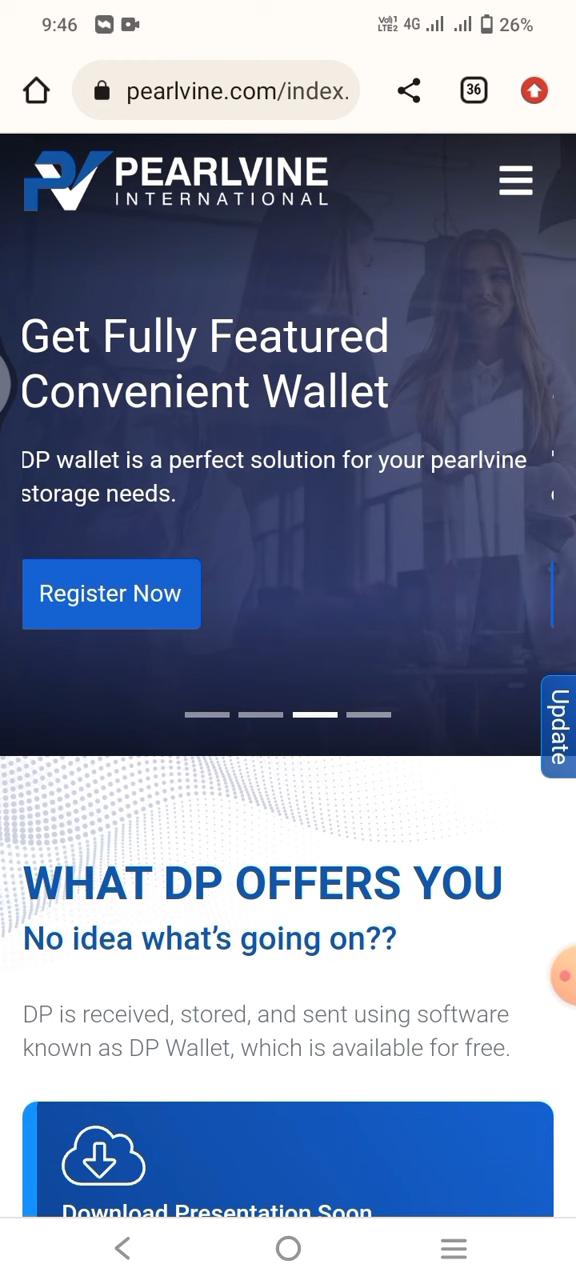 9:46
Vo)) 1
LTE2
4G
26%
pearlvine.com/index.
36
PEARLVINE
INTERNATIONAL
Get Fully Featured
Convenient Wallet
DP wallet is a perfect solution for your pearlvine
storage needs.
Register Now
Update
WHAT DP OFFERS YOU
No idea what's going on??
DP is received, stored, and sent using software
known as DP Wallet, which is available for free.
Download Presentation Soon